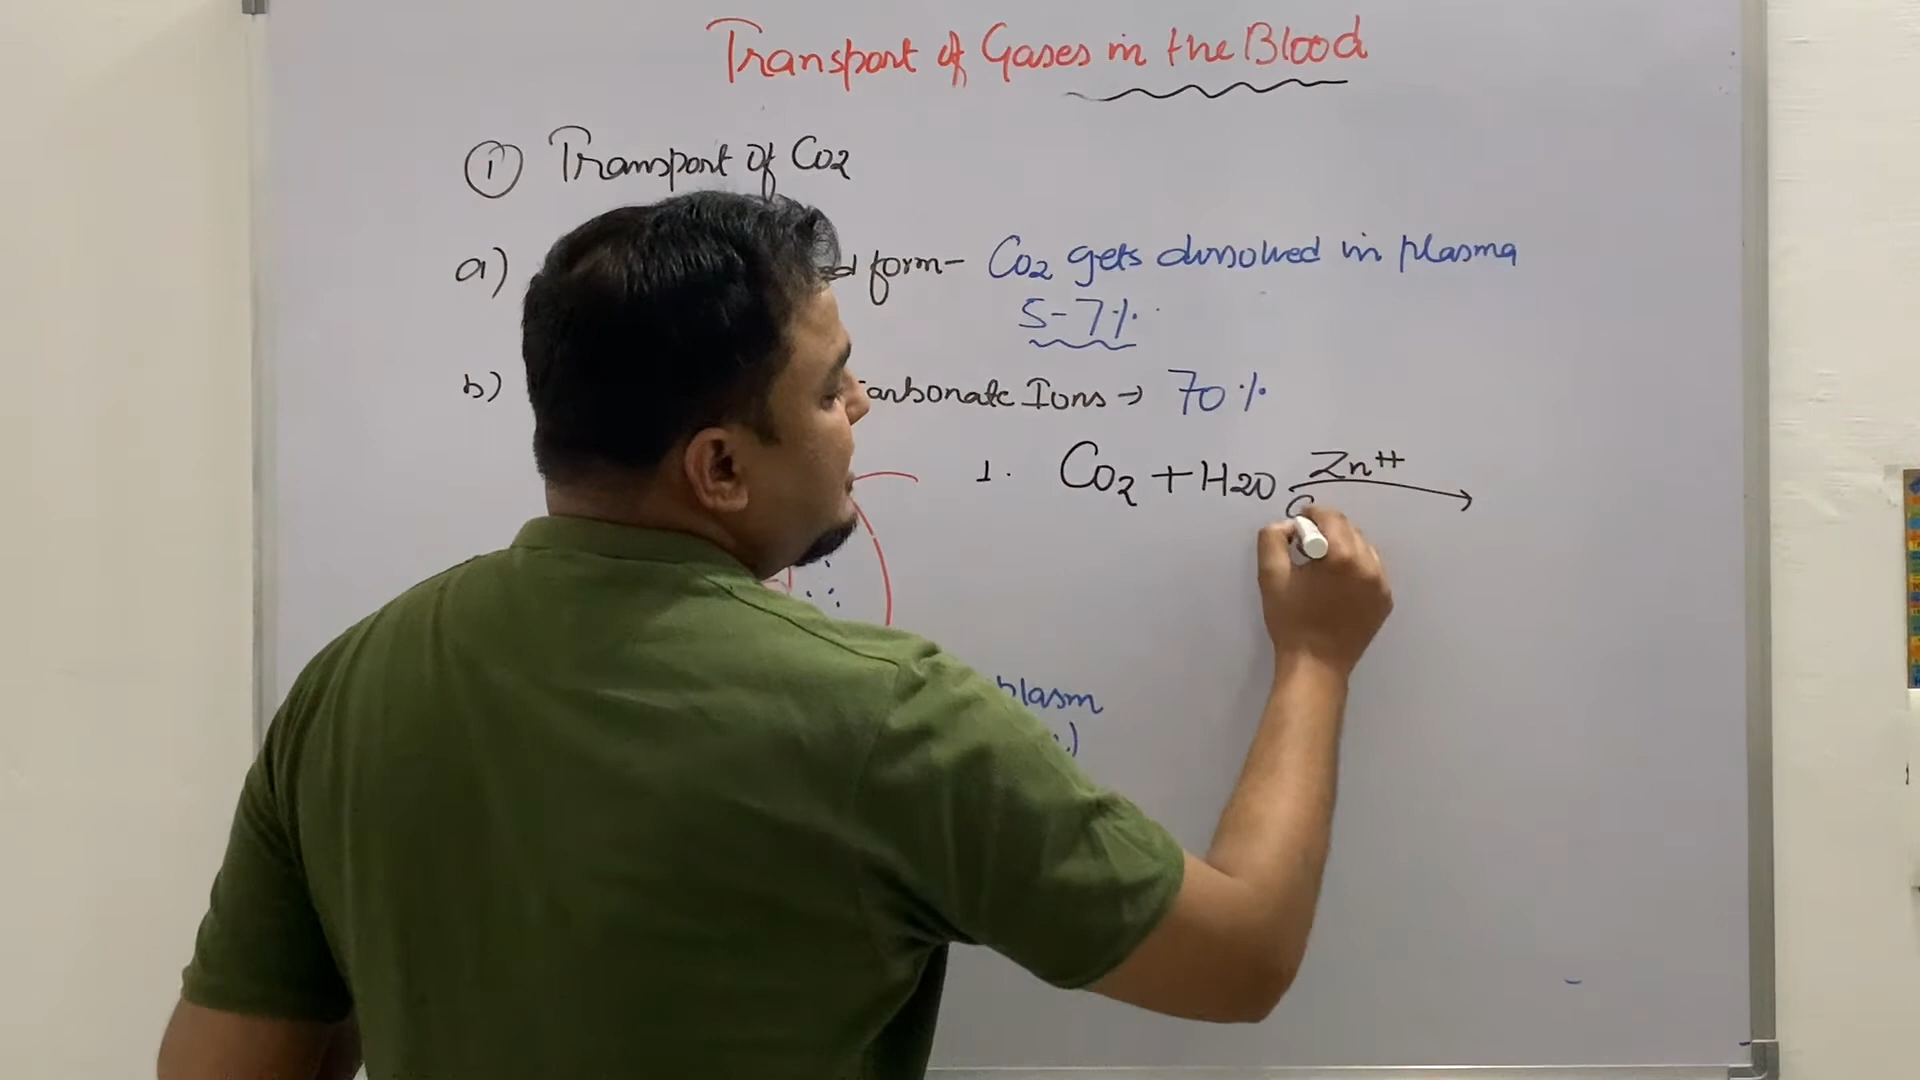 Transport of Gases in the Blood
1 Transport of Co2
a) form- Co2 gets dissolved in plasma
5-7%
b) arbonate Ions → 70%
1. Co2 + H2O Zn++ →
C
plasm